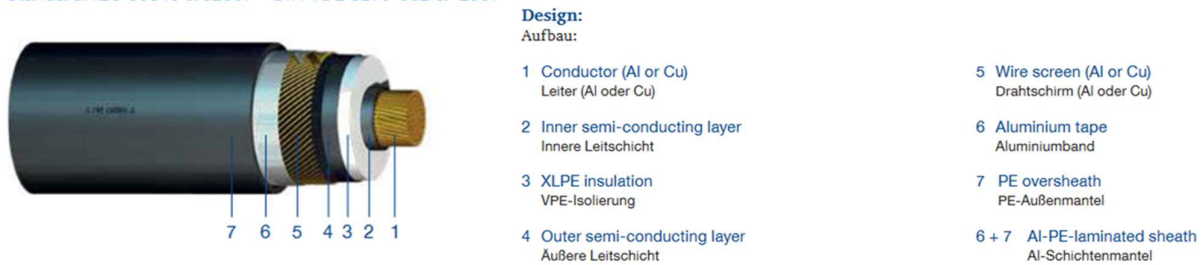 Design:
Aufbau:
1 Conductor (Al or Cu)
Leiter (Al oder Cu)
2 Inner semi-conducting layer
Innere Leitschicht
3 XLPE insulation
VPE-Isolierung
4 Outer semi-conducting layer
Äußere Leitschicht
5 Wire screen (Al or Cu)
Drahtschirm (Al oder Cu)
6 Aluminium tape
Aluminiumband
7 PE oversheath
PE-Außenmantel
6 + 7 Al-PE-laminated sheath
Al-Schichtenmantel
7 6 5 4 3 2 1